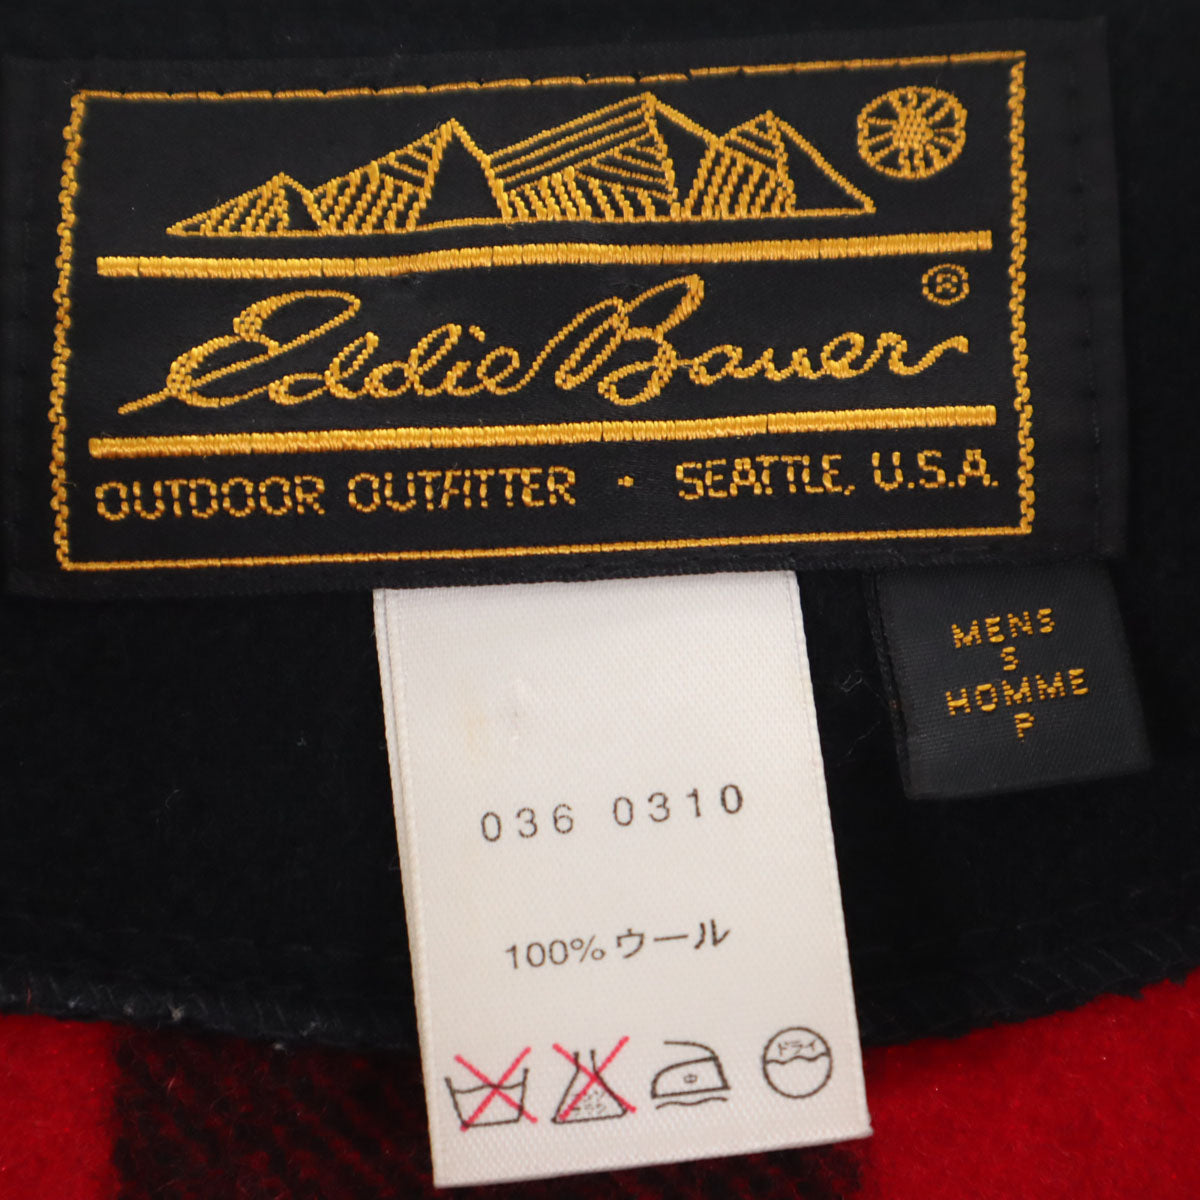 Eddie Bauer ®
OUTDOOR OUTFITTER · SEATTLE, U.S.A.
MENS
S
HOMME
P
036 0310
100%ウール
ドライ